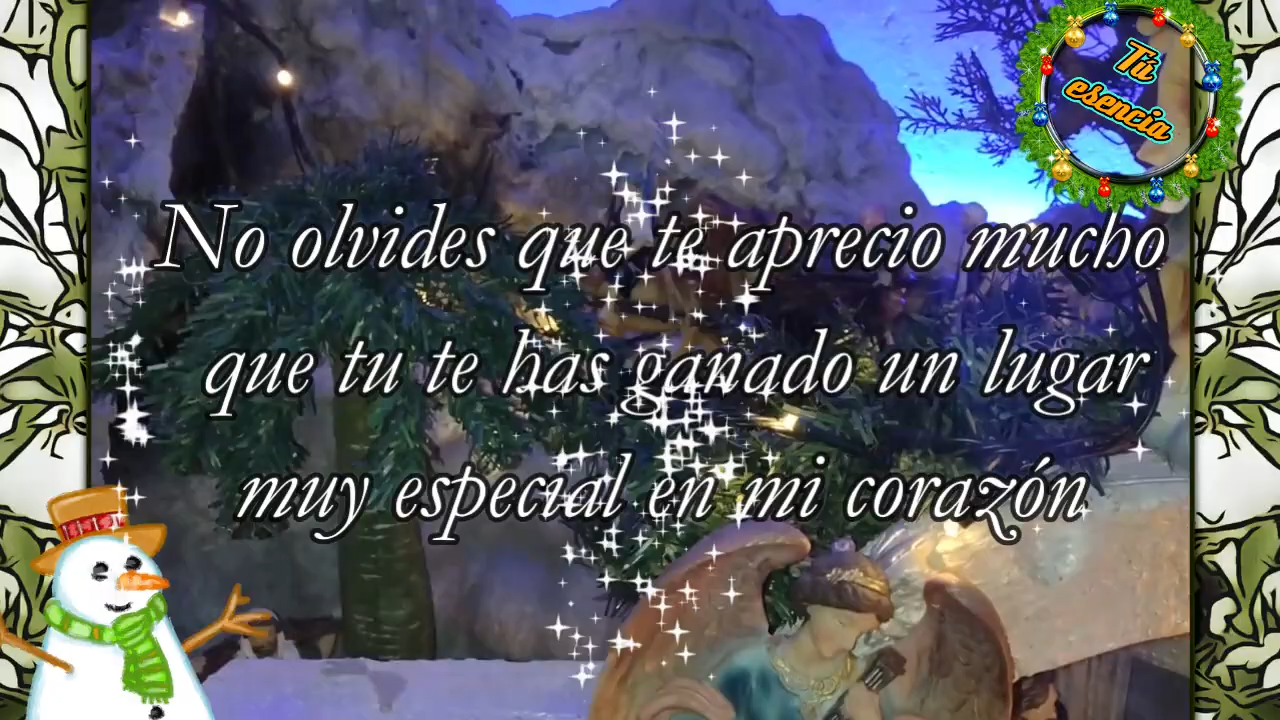 Tú
esencia
No olvides que te aprecio mucho
que tu te has ganado un lugar
muy especial en mi corazón